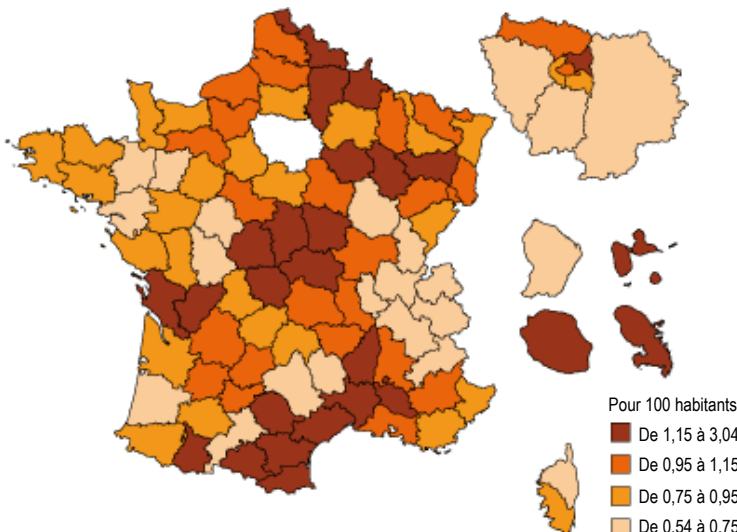 Pour 100 habitants
De 1,15 à 3,04
De 0,95 à 1,15
De 0,75 à 0,95
De 0,54 à 0,75